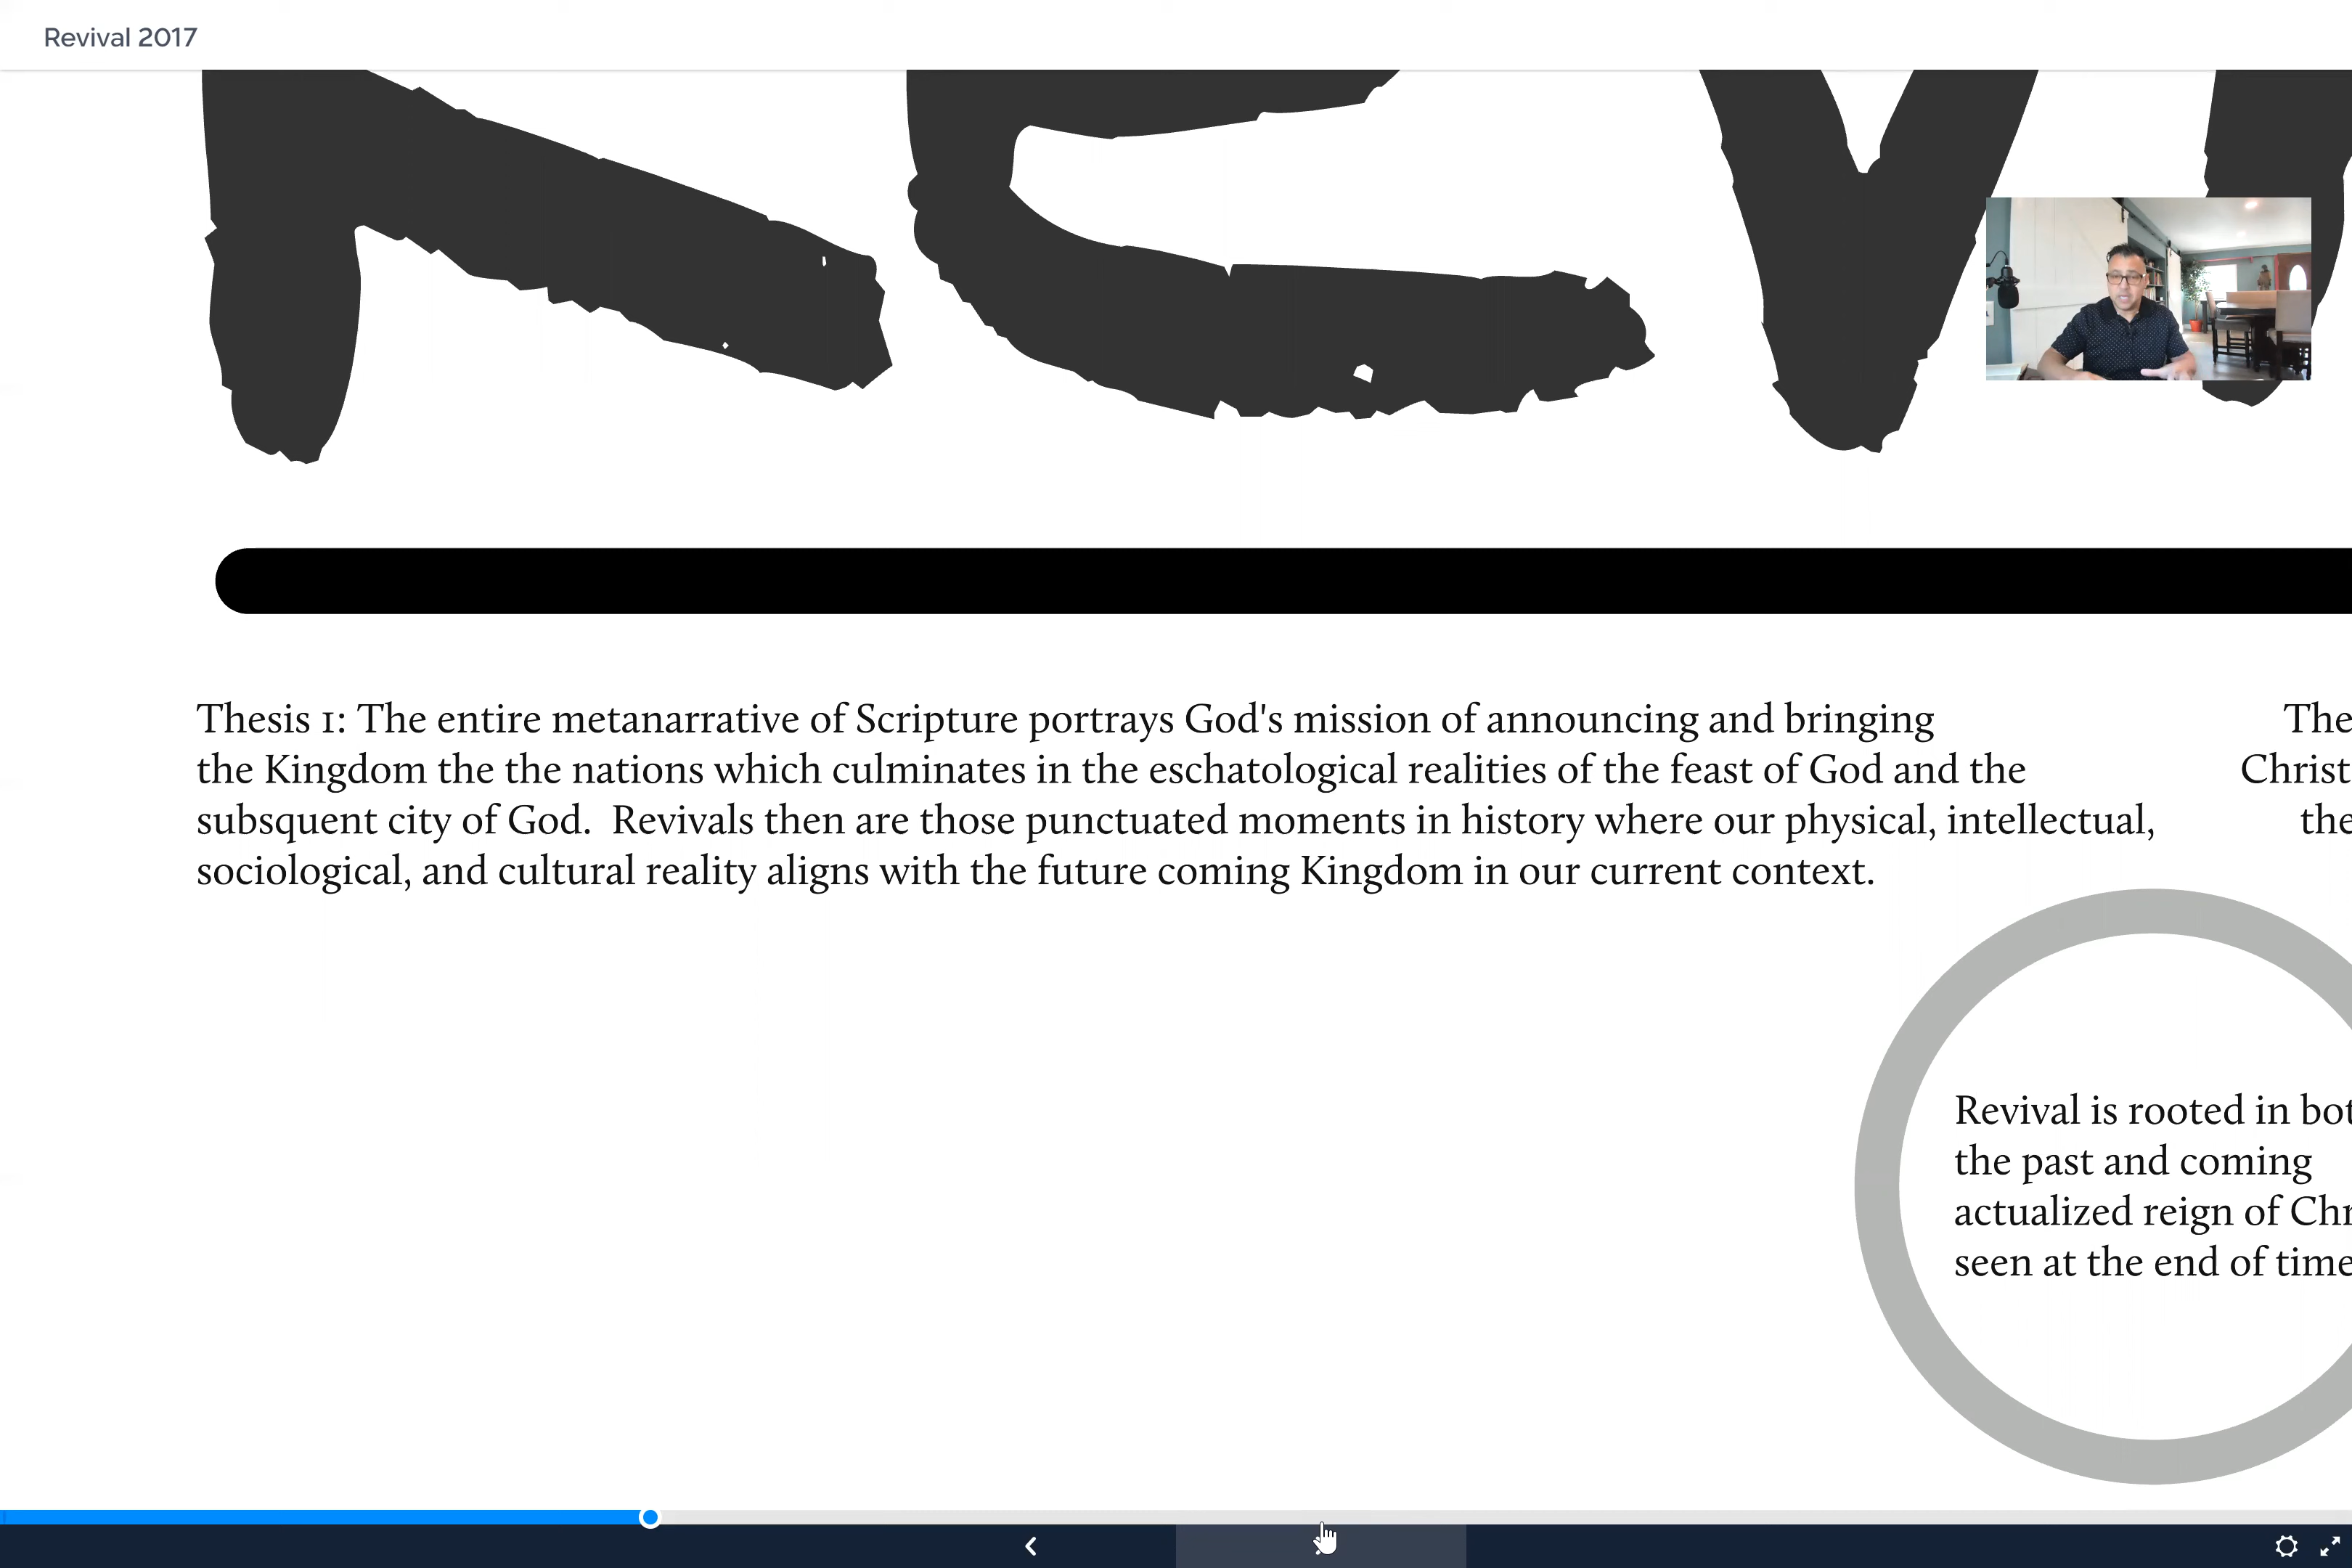 Revival 2017
Thesis 1: The entire metanarrative of Scripture portrays God's mission of announcing and bringing
the Kingdom the the nations which culminates in the eschatological realities of the feast of God and the
subsquent city of God.  Revivals then are those punctuated moments in history where our physical, intellectual,
sociological, and cultural reality aligns with the future coming Kingdom in our current context.
The
Christ
the
Revival is rooted in
the past and coming
actualized reign of
seen at the end of time